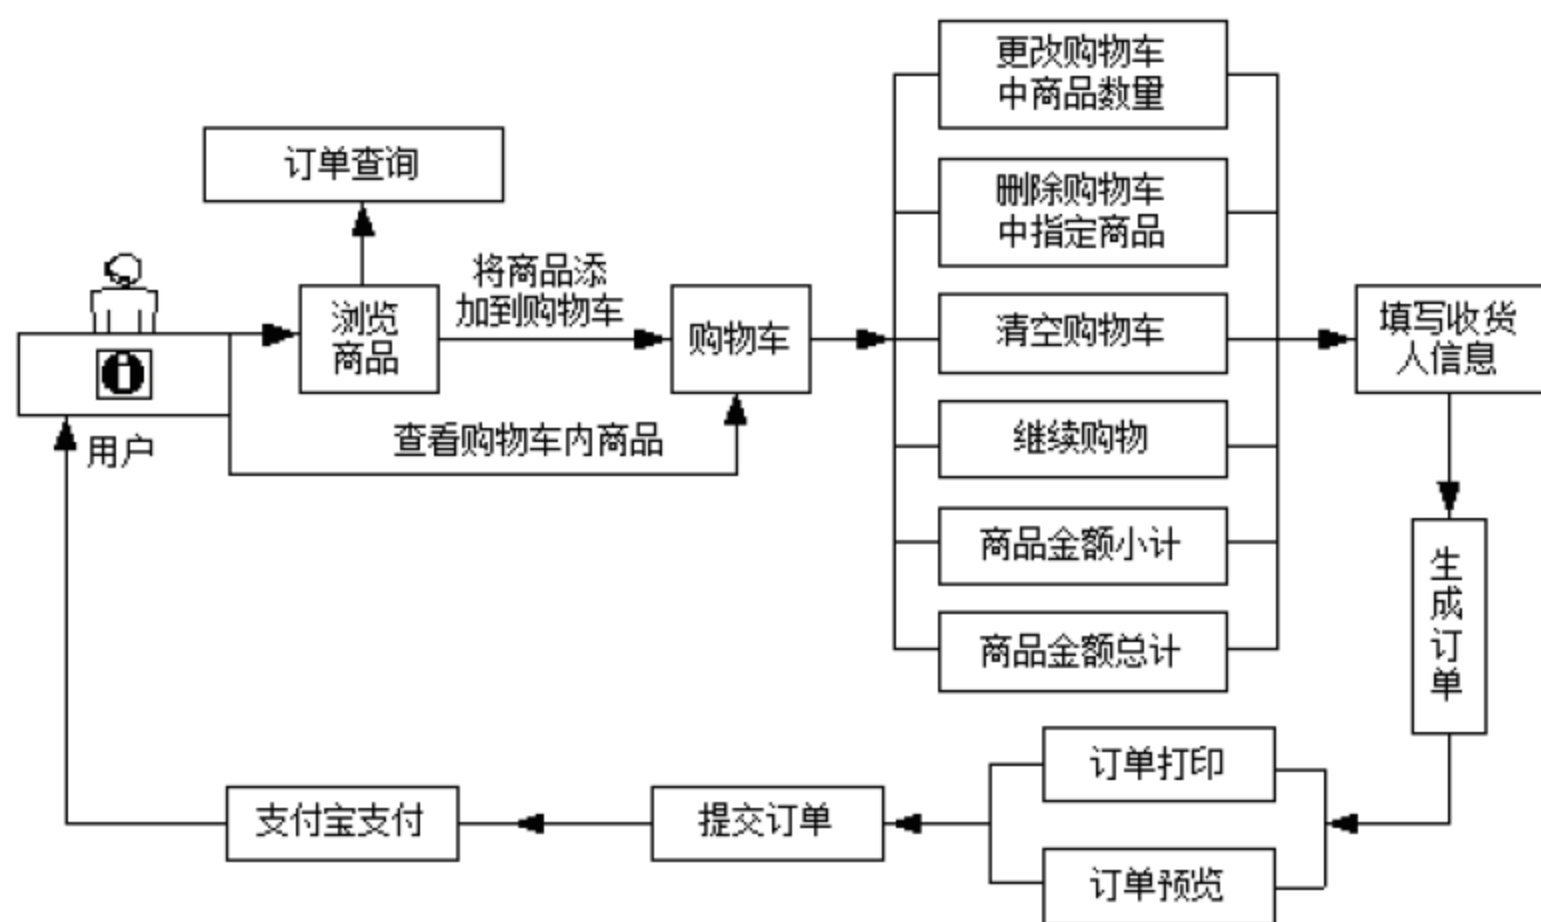 更改购物车
中商品数量
订单查询
删除购物车
中指定商品
将商品添
加到购物车
浏览
商品
购物车
清空购物车
填写收货
人信息
用户
查看购物车内商品
继续购物
商品金额小计
生
成
订
单
商品金额总计
订单打印
支付宝支付
提交订单
订单预览